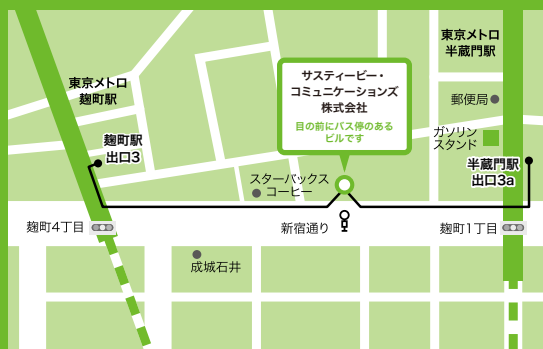 東京メトロ
半蔵門駅
サスティービー・
コミュニケーションズ
株式会社
目の前にバス停のある
ビルです
東京メトロ
麹町駅
郵便局
ガソリン
スタンド
麹町駅
出口3
半蔵門駅
出口3a
スターバックス
コーヒー
麹町4丁目
新宿通り
麹町1丁目
成城石井